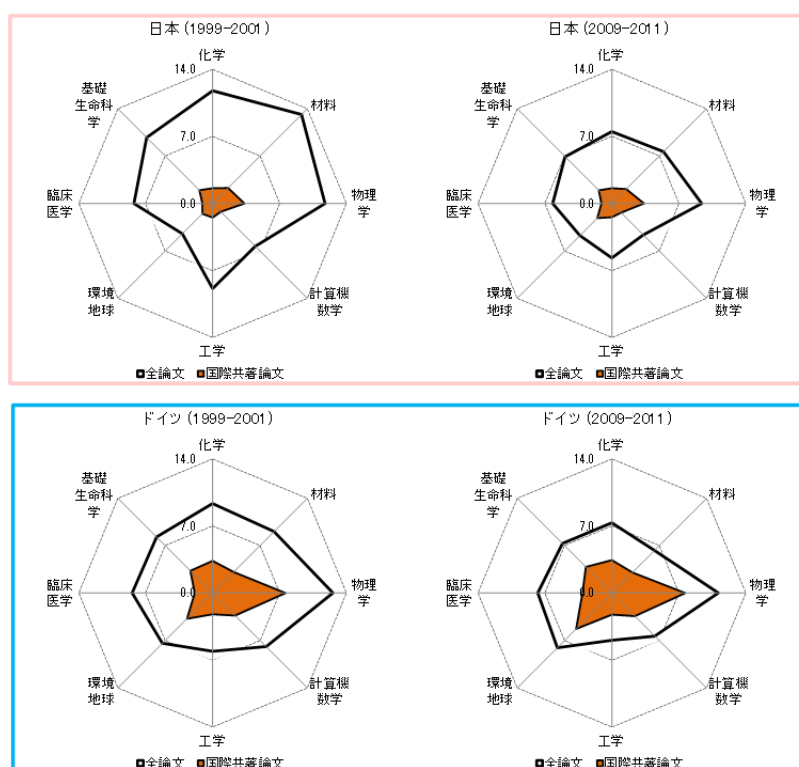 日本(1999-2001)
化学
14.0
材料
基礎
生命科
学
7.0
臨床
医学
0.0
物理
学
環境
地球
計算機
数学
工学
全論文 国際共著論文
日本(2009-2011)
化学
14.0
材料
基礎
生命科
学
7.0
臨床
医学
0.0
物理
学
環境
地球
計算機
数学
工学
全論文 国際共著論文
ドイツ(1999-2001)
化学
14.0
材料
基礎
生命科
学
7.0
臨床
医学
0.0
物理
学
環境
地球
計算機
数学
工学
全論文 国際共著論文
ドイツ(2009-2011)
化学
14.0
材料
基礎
生命科
学
7.0
臨床
医学
0.0
物理
学
環境
地球
計算機
数学
工学
全論文 国際共著論文